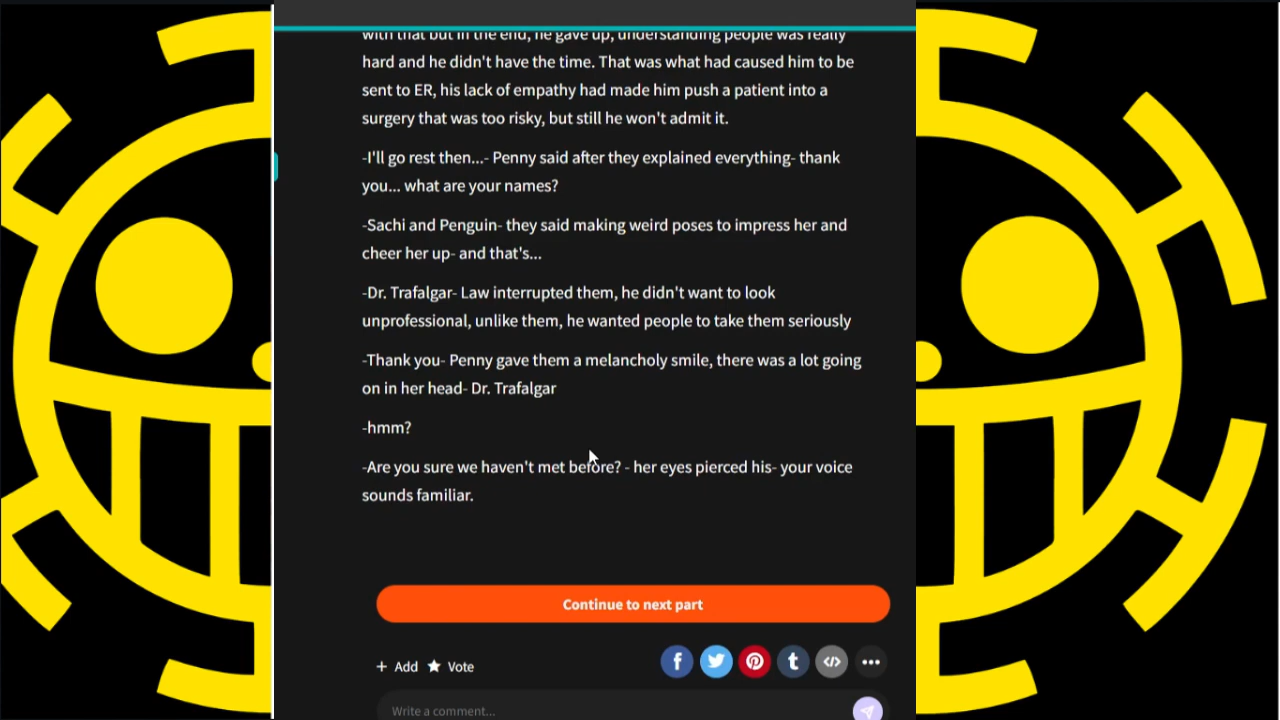 with that but in the end, he gave up, understanding people was really
hard and he didn't have the time. That was what had caused him to be
sent to ER, his lack of empathy had made him push a patient into a
surgery that was too risky, but still he won't admit it.
-I'll go rest then...- Penny said after they explained everything- thank
you... what are your names?
-Sachi and Penguin- they said making weird poses to impress her and
cheer her up- and that's...
-Dr. Trafalgar- Law interrupted them, he didn't want to look
unprofessional, unlike them, he wanted people to take them seriously
-Thank you- Penny gave them a melancholy smile, there was a lot going
on in her head- Dr. Trafalgar
-hmm?
-Are you sure we haven't met before? - her eyes pierced his- your voice
sounds familiar.
Continue to next part
+ Add ★ Vote
Write a comment...